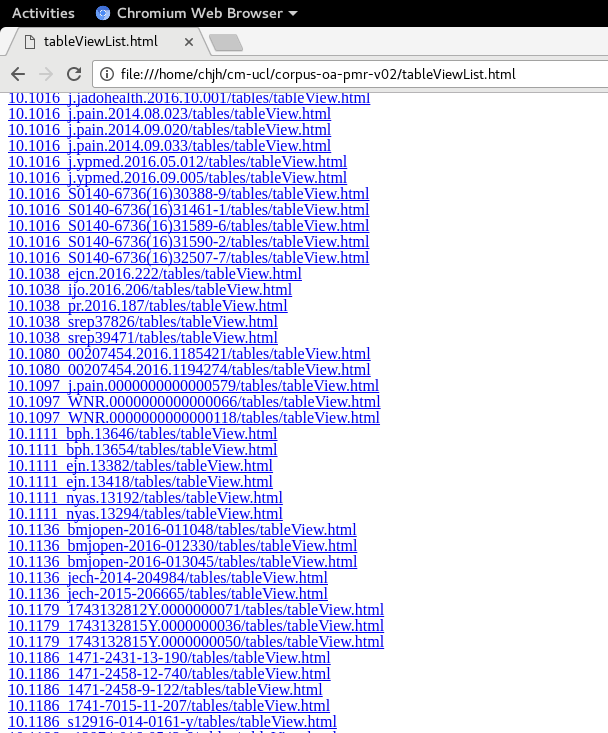 Activities Chromium Web Browser
tableViewList.html
file:///home/chjh/cm-ucl/corpus-oa-pmr-v02/tableViewList.html
10.1016_j.jadohealth.2016.10.001/tables/tableView.html
10.1016_j.pain.2014.08.023/tables/tableView.html
10.1016_j.pain.2014.09.020/tables/tableView.html
10.1016_j.pain.2014.09.033/tables/tableView.html
10.1016_j.ypmed.2016.05.012/tables/tableView.html
10.1016_j.ypmed.2016.09.005/tables/tableView.html
10.1016_S0140-6736(16)30388-9/tables/tableView.html
10.1016_S0140-6736(16)31461-1/tables/tableView.html
10.1016_S0140-6736(16)31589-6/tables/tableView.html
10.1016_S0140-6736(16)31590-2/tables/tableView.html
10.1016_S0140-6736(16)32507-7/tables/tableView.html
10.1038_ejcn.2016.222/tables/tableView.html
10.1038_ijo.2016.206/tables/tableView.html
10.1038_pr.2016.187/tables/tableView.html
10.1038_srep37826/tables/tableView.html
10.1038_srep39471/tables/tableView.html
10.1080_00207454.2016.1185421/tables/tableView.html
10.1080_00207454.2016.1194274/tables/tableView.html
10.1097_j.pain.0000000000000579/tables/tableView.html
10.1097_WNR.0000000000000066/tables/tableView.html
10.1097_WNR.0000000000000118/tables/tableView.html
10.1111_bph.13646/tables/tableView.html
10.1111_bph.13654/tables/tableView.html
10.1111_ejn.13382/tables/tableView.html
10.1111_ejn.13418/tables/tableView.html
10.1111_nyas.13192/tables/tableView.html
10.1111_nyas.13294/tables/tableView.html
10.1136_bmjopen-2016-011048/tables/tableView.html
10.1136_bmjopen-2016-012330/tables/tableView.html
10.1136_bmjopen-2016-013045/tables/tableView.html
10.1136_jech-2014-204984/tables/tableView.html
10.1136_jech-2015-206665/tables/tableView.html
10.1179_1743132812Y.0000000071/tables/tableView.html
10.1179_1743132815Y.0000000036/tables/tableView.html
10.1179_1743132815Y.0000000050/tables/tableView.html
10.1186_1471-2431-13-190/tables/tableView.html
10.1186_1471-2458-12-740/tables/tableView.html
10.1186_1471-2458-9-122/tables/tableView.html
10.1186_1741-7015-11-207/tables/tableView.html
10.1186_s12916-014-0161-y/tables/tableView.html